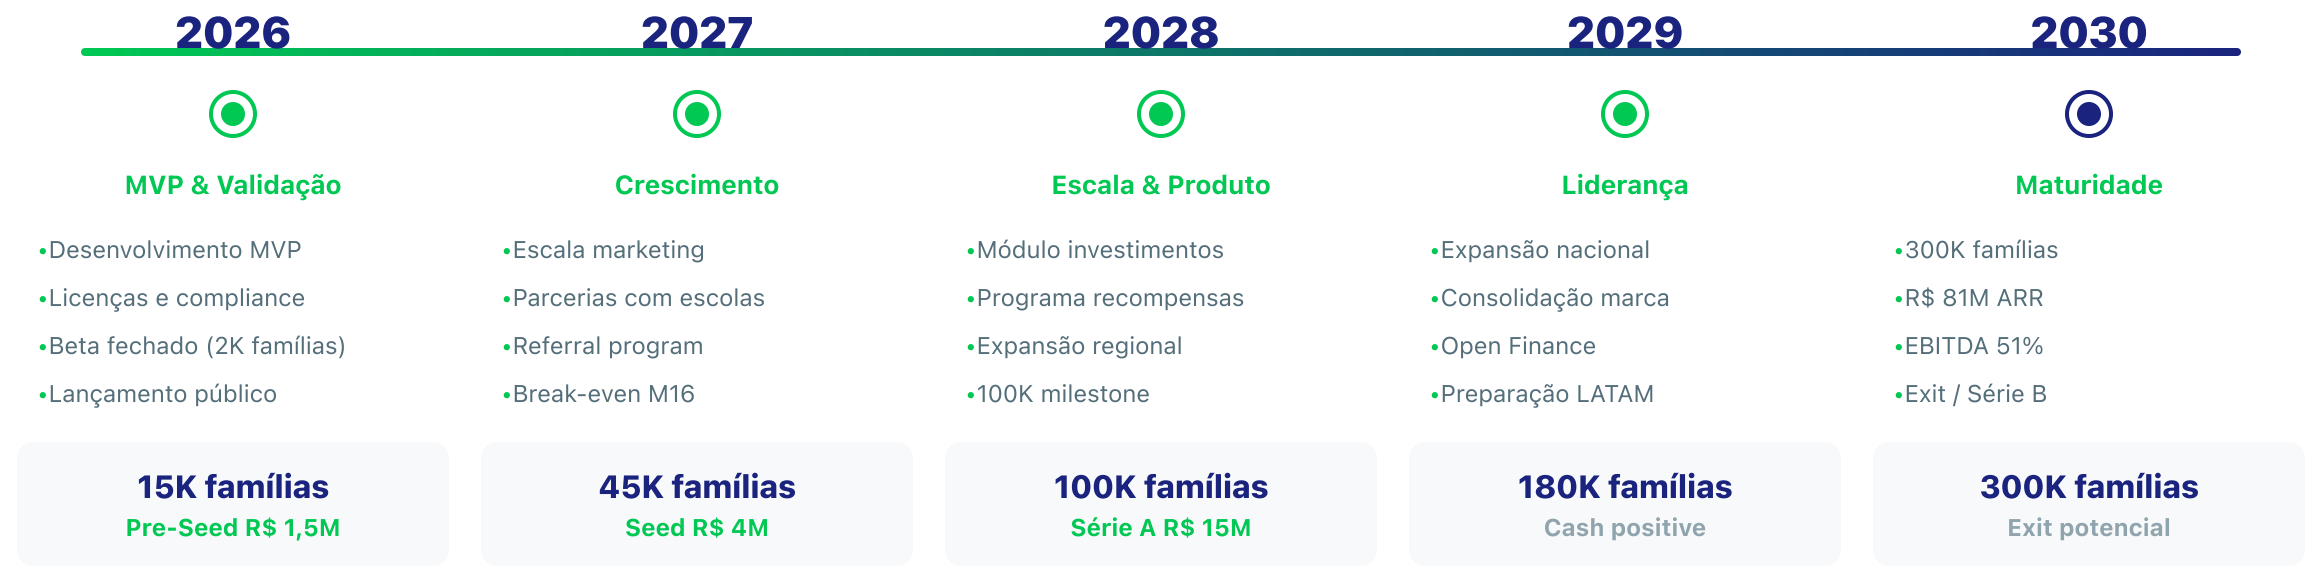 2026
2027
2028
2029
2030
MVP & Validação
Crescimento
Escala & Produto
Liderança
Maturidade
•Desenvolvimento MVP
•Licenças e compliance
•Beta fechado (2K famílias)
•Lançamento público
•Escala marketing
•Parcerias com escolas
•Referral program
•Break-even M16
•Módulo investimentos
•Programa recompensas
•Expansão regional
•100K milestone
•Expansão nacional
•Consolidação marca
•Open Finance
•Preparação LATAM
•300K famílias
•R$ 81M ARR
•EBITDA 51%
•Exit / Série B
15K famílias
Pre-Seed R$ 1,5M
45K famílias
Seed R$ 4M
100K famílias
Série A R$ 15M
180K famílias
Cash positive
300K famílias
Exit potencial